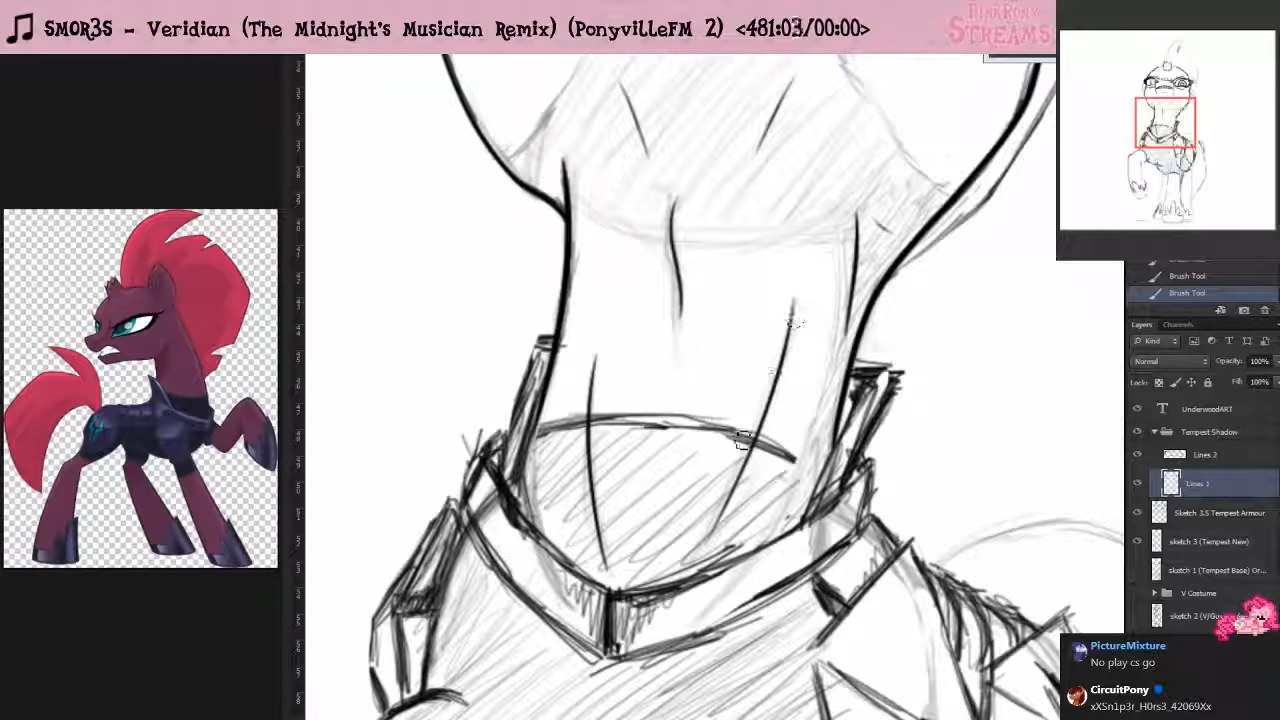 SMOR3S - Veridian (The Midnight's Musician Remix) (PonyvilleFM 2) <481:03/00:00>
PINKPONY
STREAMS
Brush Tool
Brush Tool
Layers Channels
Kind
Normal Opacity: 100%
Lock: Fill: 100%
UnderwoodART
Tempest Shadow
Lines 2
Lines 1
Sketch 3.5 Tempest Armour
sketch 3 (Tempest New)
sketch 1 (Tempest Base) Or...
V Costume
PictureMixture
No play cs go
CircuitPony
xXSn1p3r_H0rs3_42069Xx